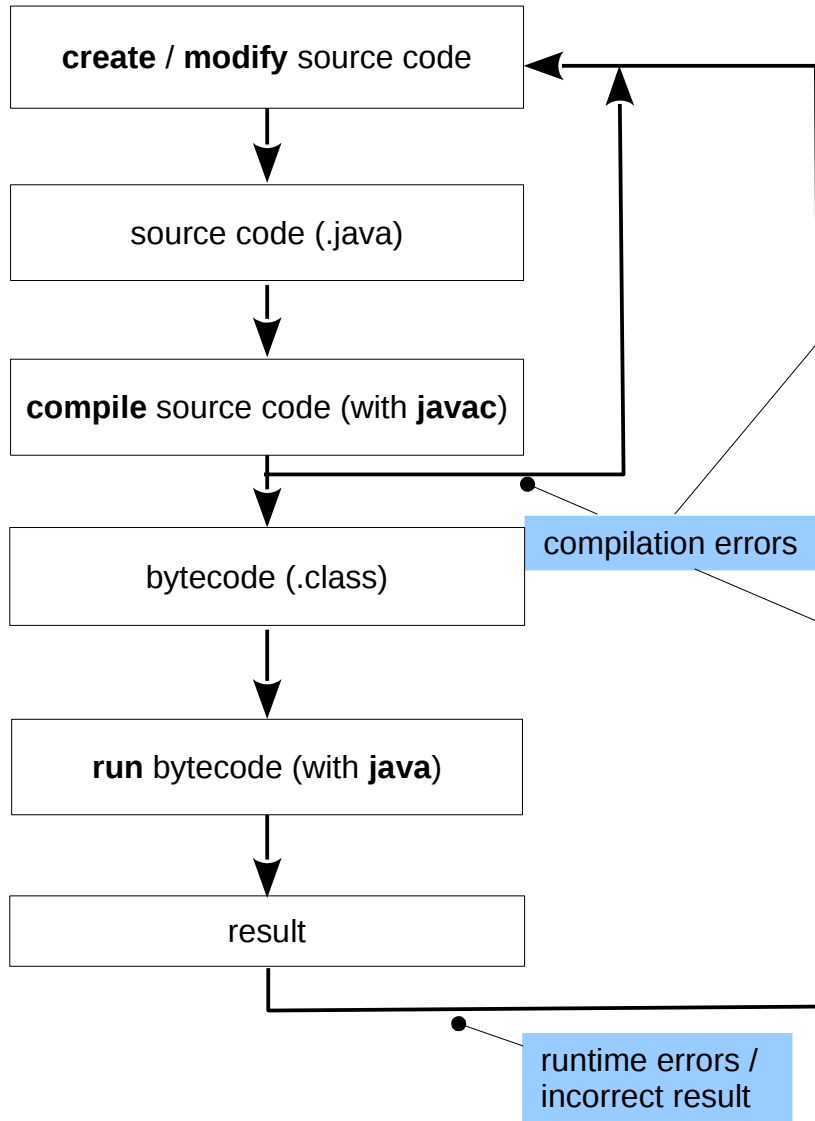 create / modify source code
source code (.java)
compile source code (with javac)
compilation errors
bytecode (.class)
run bytecode (with java)
result
runtime errors /
incorrect result